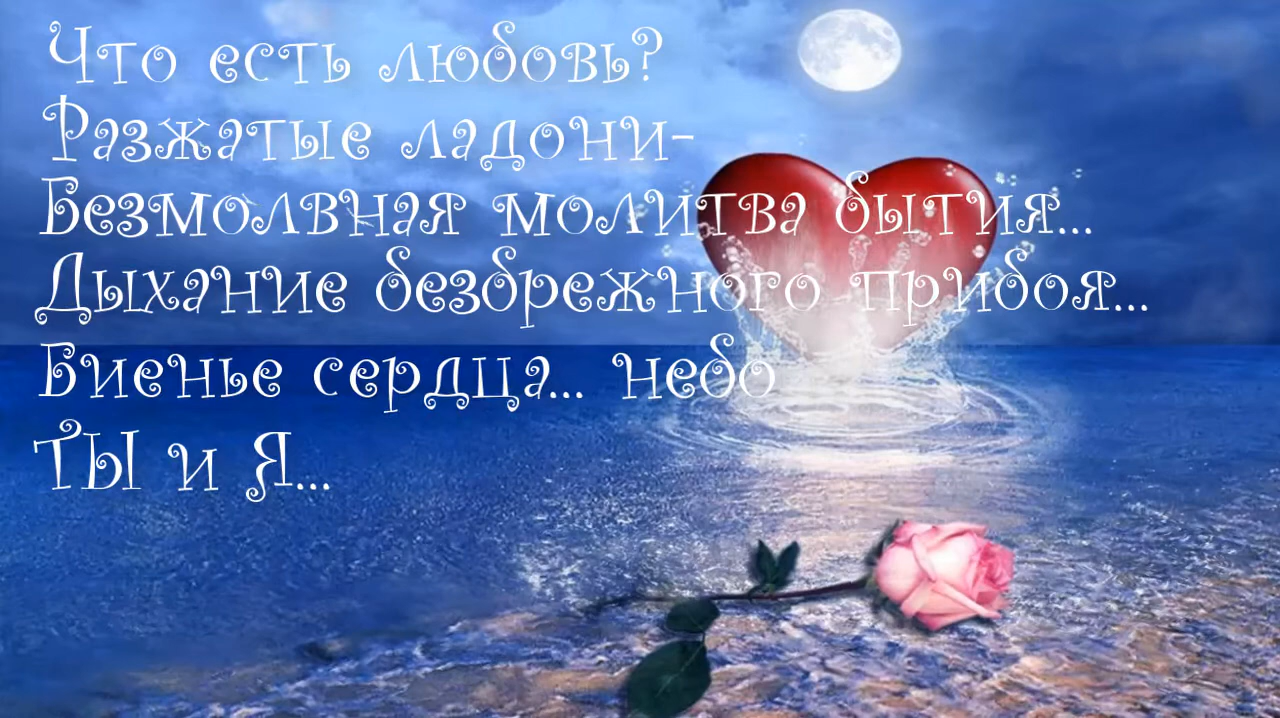 Что есть любовь?
Разжатые ладони-
Безмолвная молитва бытия...
Дыхание безбрежного прибоя...
Биенье сердца... небо
ТЫ и Я...